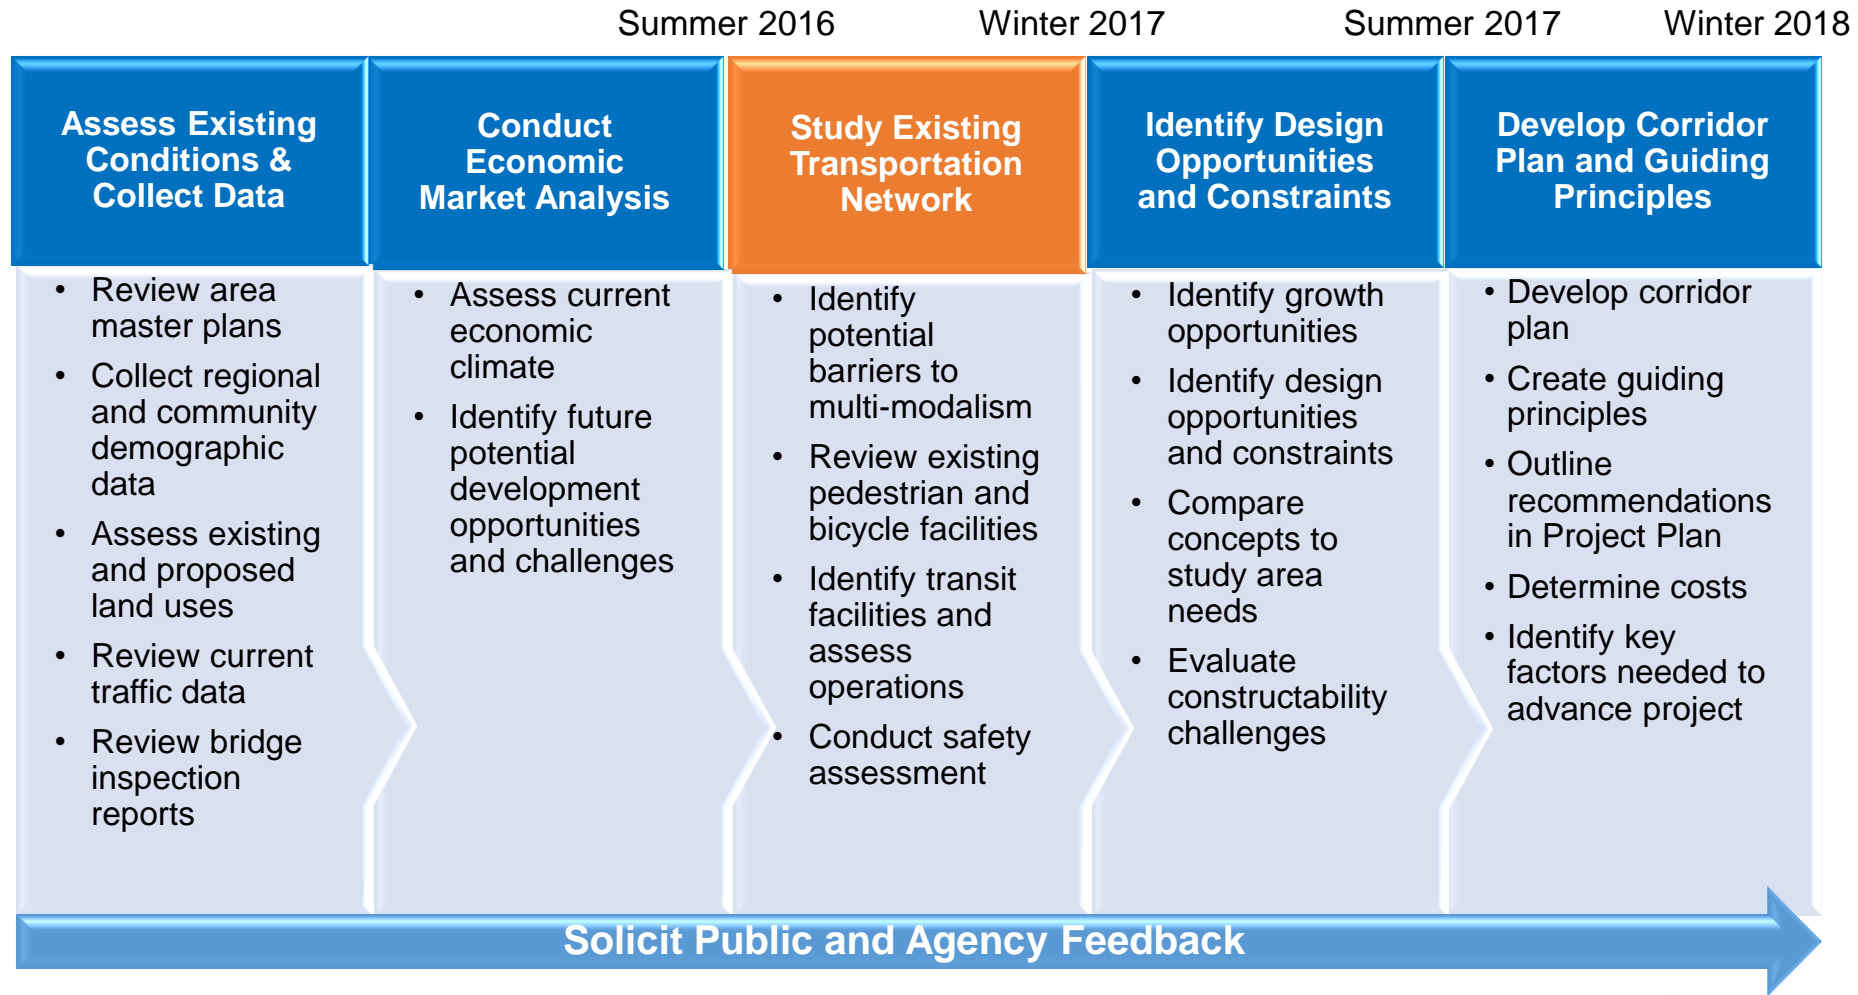 Summer 2016 Winter 2017 Summer 2017 Winter 2018
Assess Existing
Conditions &
Collect Data
• Review area
master plans
• Collect regional
and community
demographic
data
• Assess existing
and proposed
land uses
• Review current
traffic data
• Review bridge
inspection
reports
Conduct
Economic
Market Analysis
• Assess current
economic
climate
• Identify future
potential
development
opportunities
and challenges
Study Existing
Transportation
Network
• Identify
potential
barriers to
multi-modalism
• Review existing
pedestrian and
bicycle facilities
• Identify transit
facilities and
assess
operations
• Conduct safety
assessment
Identify Design
Opportunities
and Constraints
• Identify growth
opportunities
• Identify design
opportunities
and constraints
• Compare
concepts to
study area
needs
• Evaluate
constructability
challenges
Develop Corridor
Plan and Guiding
Principles
• Develop corridor
plan
• Create guiding
principles
• Outline
recommendations
in Project Plan
• Determine costs
• Identify key
factors needed to
advance project
Solicit Public and Agency Feedback